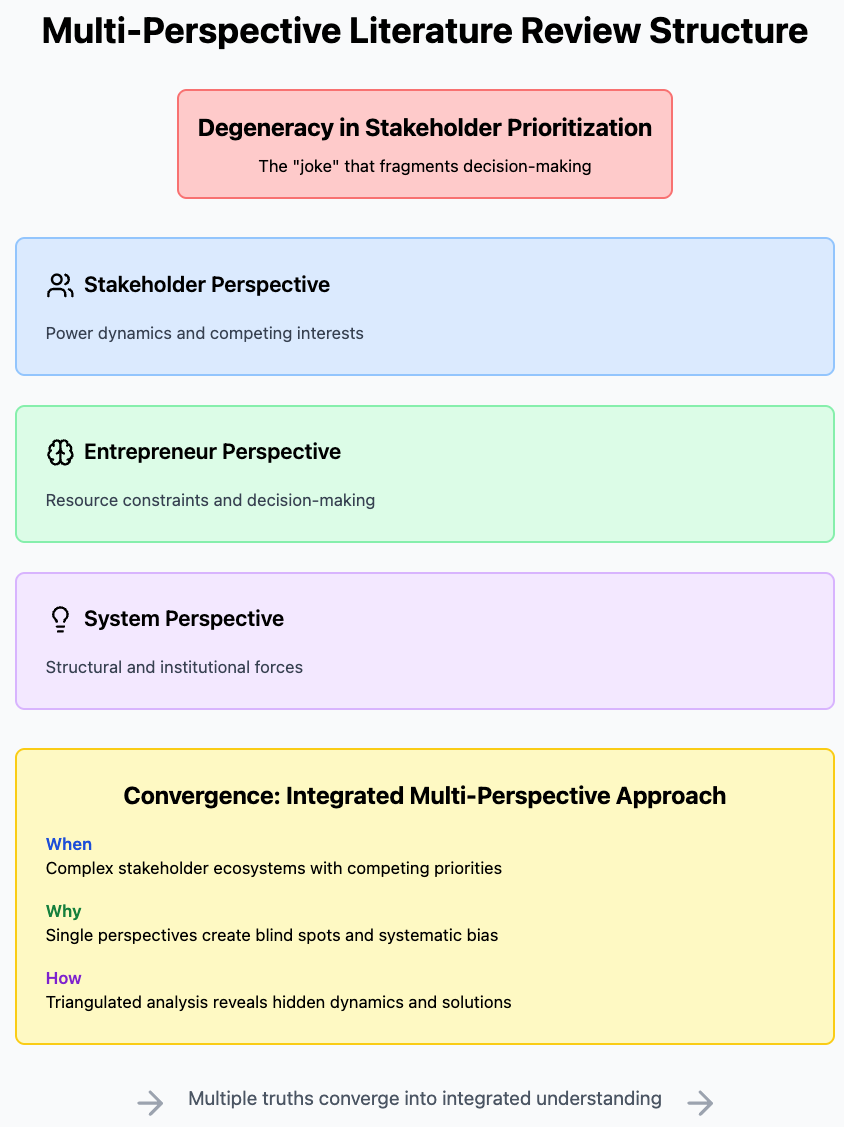 Multi-Perspective Literature Review Structure
Degeneracy in Stakeholder Prioritization
The "joke" that fragments decision-making
Stakeholder Perspective
Power dynamics and competing interests
Entrepreneur Perspective
Resource constraints and decision-making
System Perspective
Structural and institutional forces
Convergence: Integrated Multi-Perspective Approach
When
Complex stakeholder ecosystems with competing priorities
Why
Single perspectives create blind spots and systematic bias
How
Triangulated analysis reveals hidden dynamics and solutions
Multiple truths converge into integrated understanding